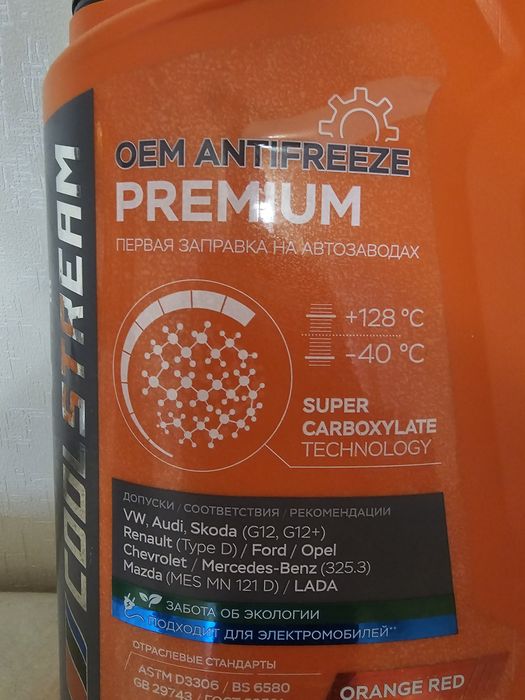 COOLSTREAM
OEM ANTIFREEZE
PREMIUM
ПЕРВАЯ ЗАПРАВКА НА АВТОЗАВОДАХ
+128 °C
-40 °C
SUPER
CARBOXYLATE
TECHNOLOGY
ДОПУСКИ / СООТВЕТСТВИЯ / РЕКОМЕНДАЦИИ
VW, Audi, Skoda (G12, G12+)
Renault (Type D) / Ford / Opel
Chevrolet / Mercedes-Benz (325.3)
Mazda (MES MN 121 D) / LADA
ЗАБОТА ОБ ЭКОЛОГИИ
ПОДХОДИТ ДЛЯ ЭЛЕКТРОМОБИЛЕЙ**
ОТРАСЛЕВЫЕ СТАНДАРТЫ
ASTM D3306 / BS 6580
GB 29743 / ГОСТ
ORANGE RED